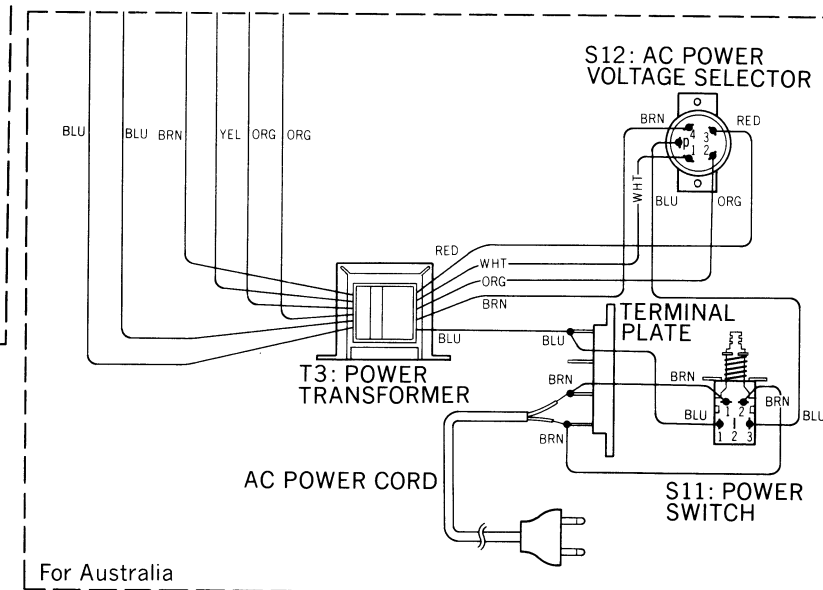 S12: AC POWER
VOLTAGE SELECTOR
BLU
BLU
BRN
YEL
ORG
ORG
BRN
RED
4
3
P
1
2
WHT
BLU
ORG
RED
WHT
ORG
BRN
BLU
BLU
TERMINAL
PLATE
T3: POWER
TRANSFORMER
BRN
BRN
BRN
BRN
1
2
BLU
BLU
1
2
3
AC POWER CORD
S11: POWER
SWITCH
For Australia